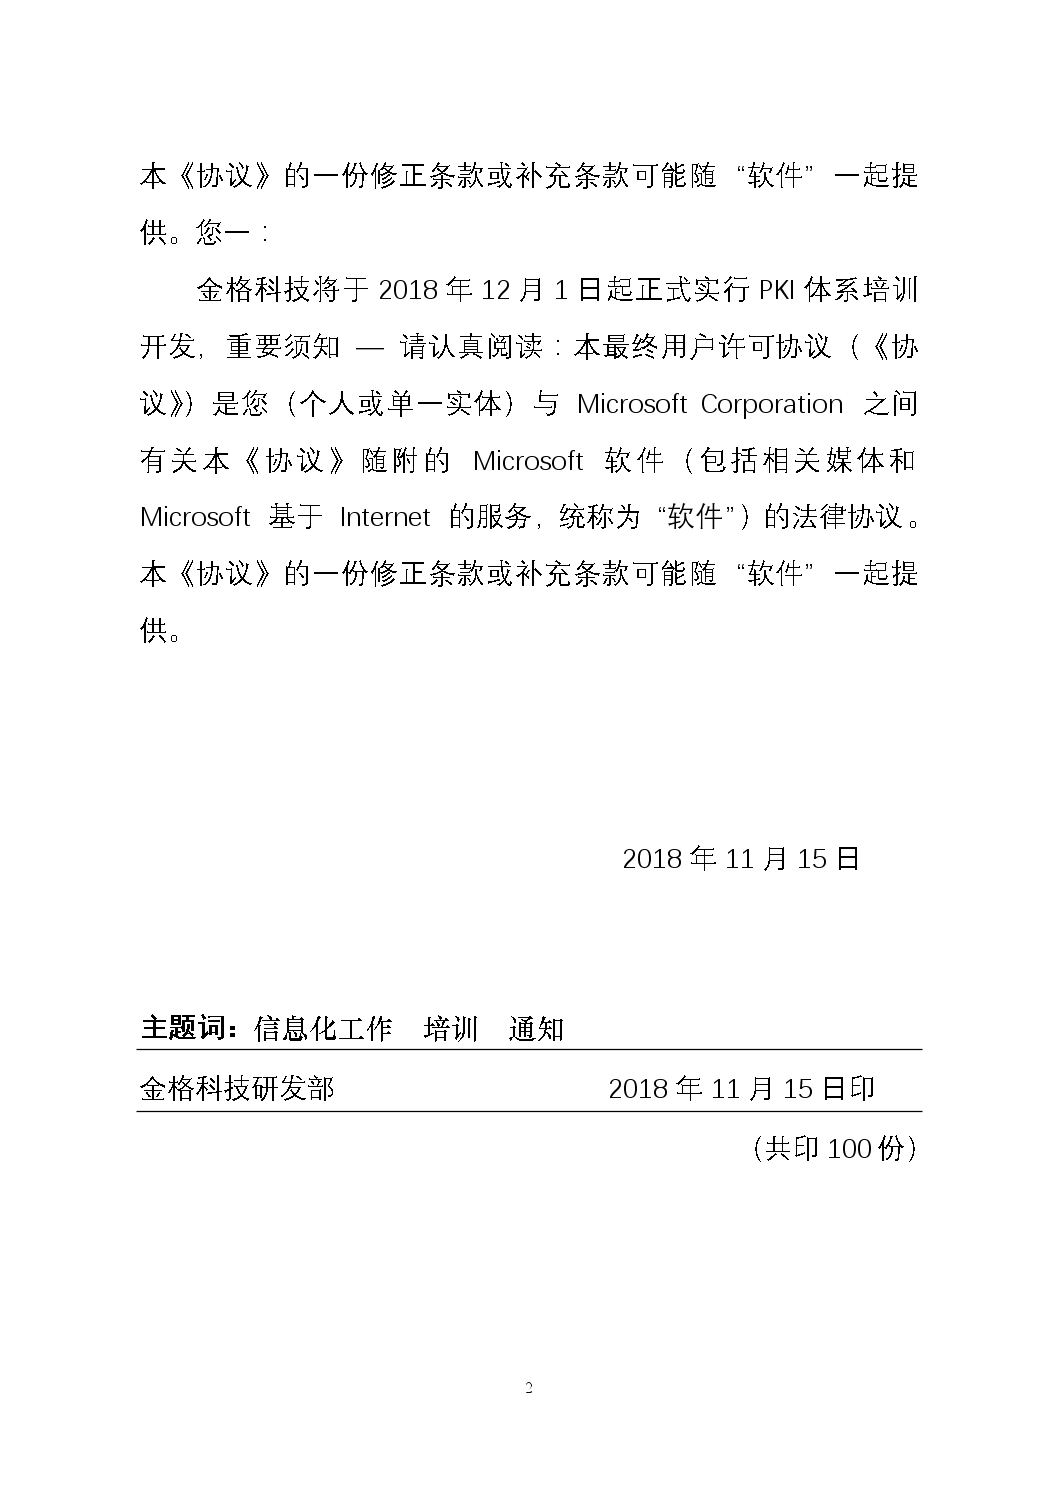 本《协议》的一份修正条款或补充条款可能随 “软件” 一起提
供。您一：
金格科技将于 2018 年 12 月 1 日起正式实行 PKI 体系培训
开发，重要须知 — 请认真阅读：本最终用户许可协议（《协
议》）是您（个人或单一实体）与 Microsoft Corporation 之间
有关本《协议》随附的 Microsoft 软件（包括相关媒体和
Microsoft 基于 Internet 的服务，统称为 “软件”）的法律协议。
本《协议》的一份修正条款或补充条款可能随 “软件” 一起提
供。
2018 年 11 月 15 日
主题词：信息化工作 培训 通知
金格科技研发部 2018 年 11 月 15 日印
（共印 100 份）
2